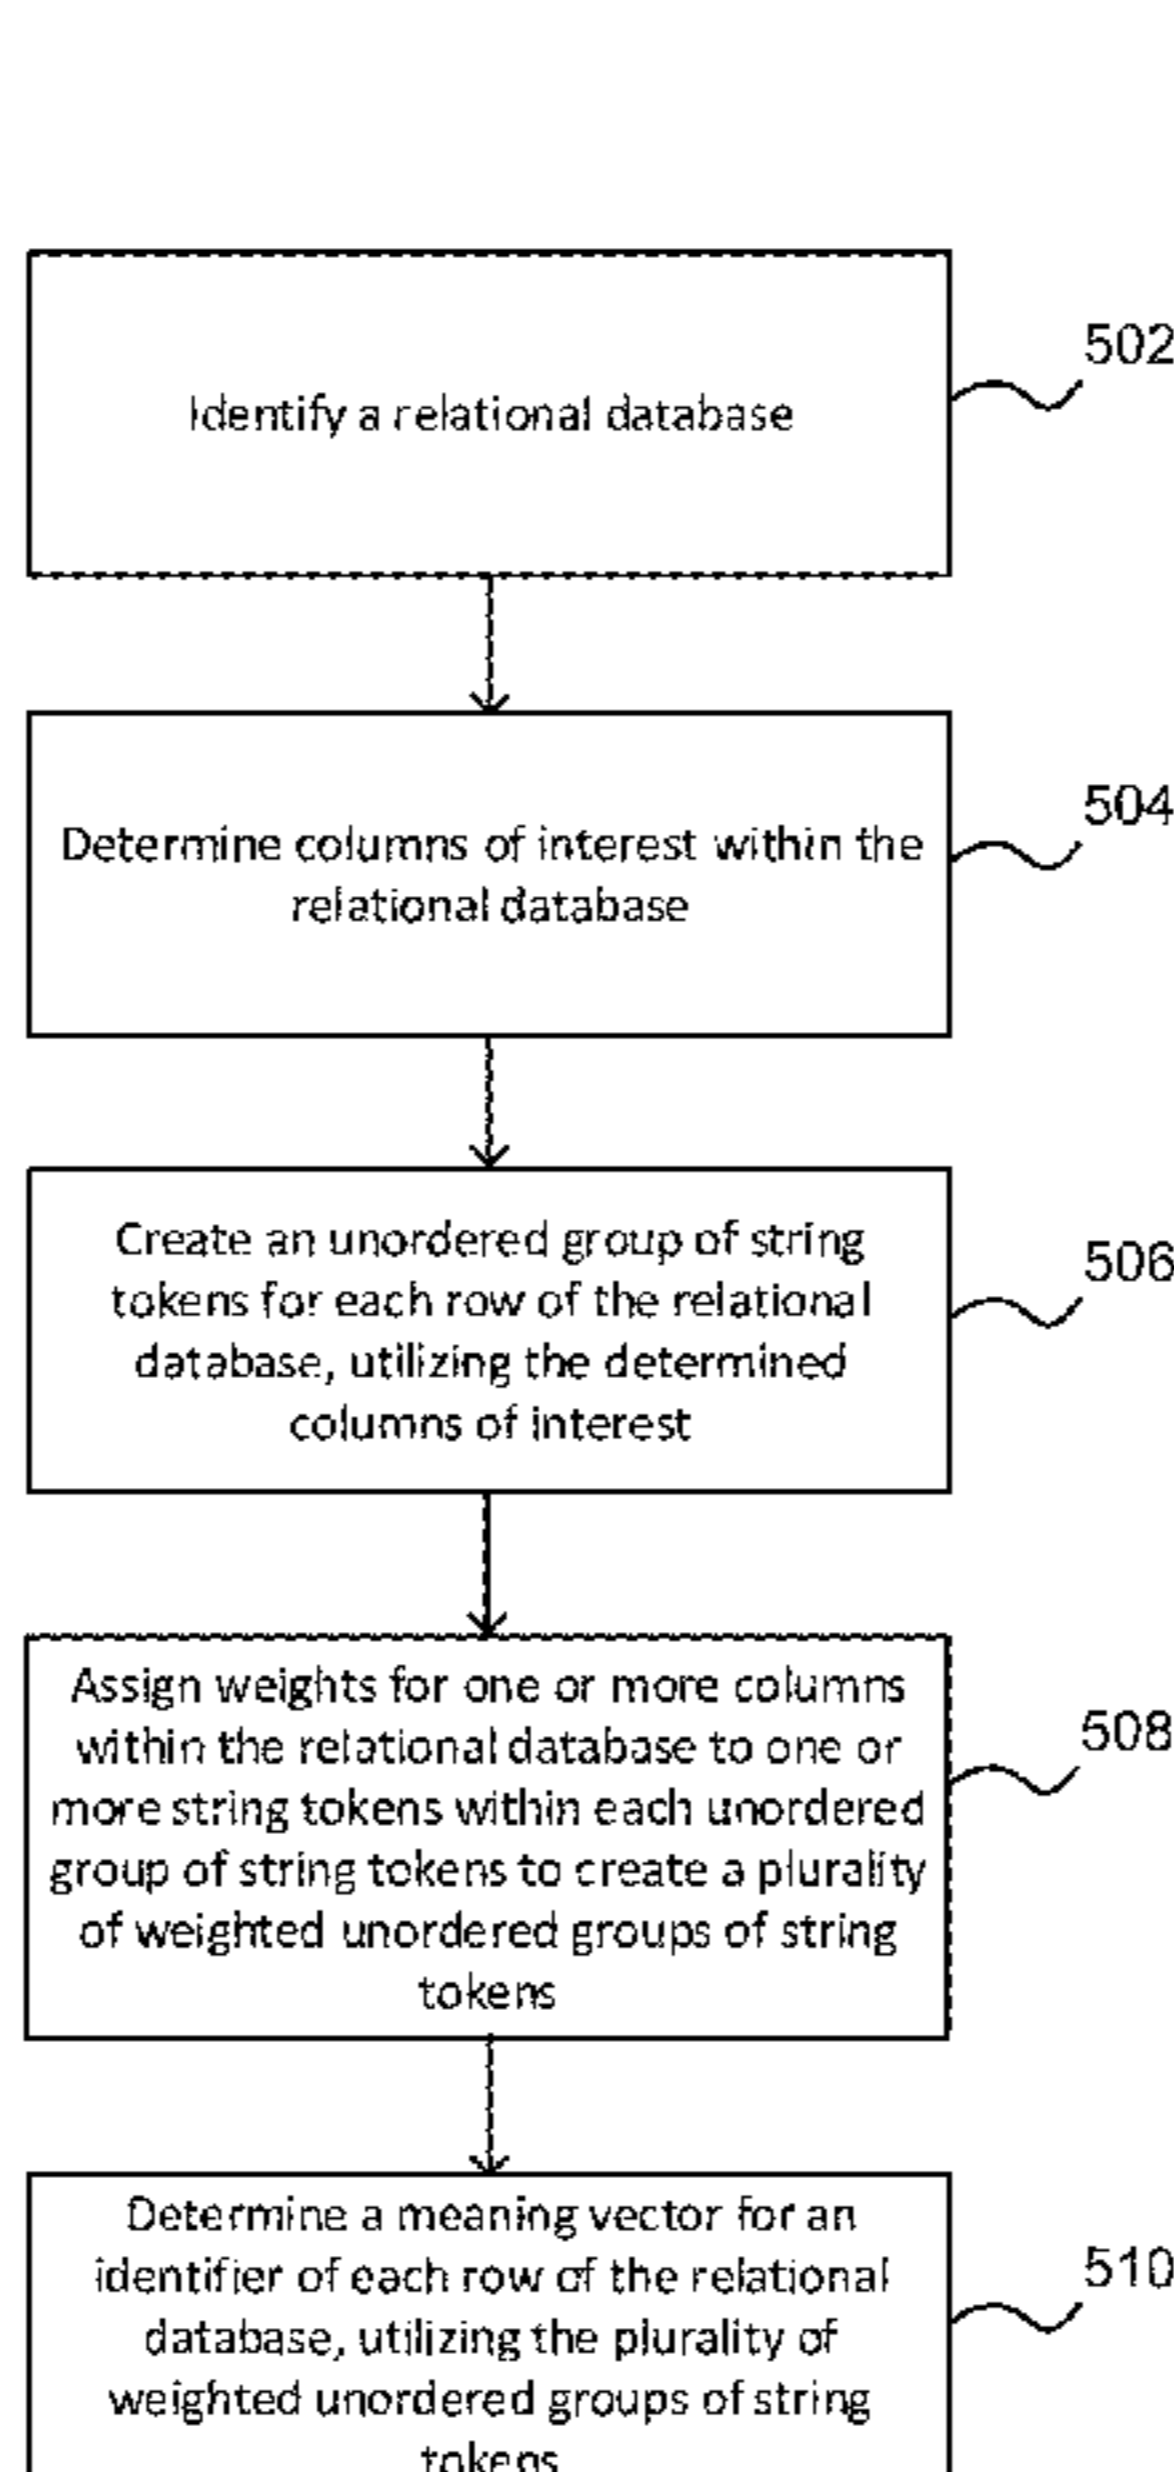 Identify a relational database
502
Determine columns of interest within the
relational database
504
Create an unordered group of string
tokens for each row of the relational
database, utilizing the determined
columns of interest
506
Assign weights for one or more columns
within the relational database to one or
more string tokens within each unordered
group of string tokens to create a plurality
of weighted unordered groups of string
tokens
508
Determine a meaning vector for an
identifier of each row of the relational
database, utilizing the plurality of
weighted unordered groups of string
tokens
510